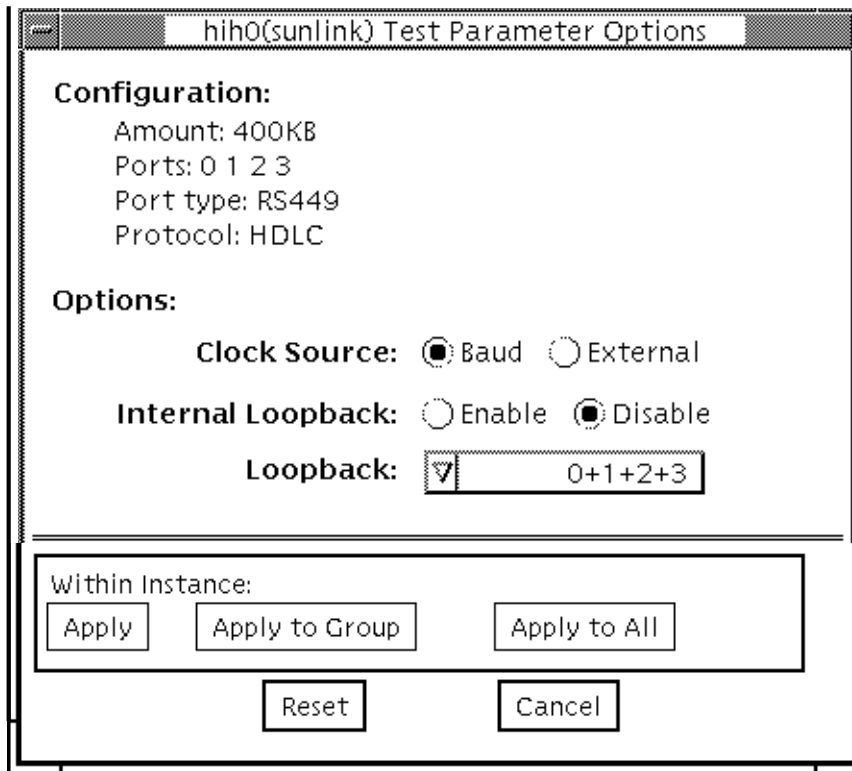 hih0(sunlink) Test Parameter Options
Configuration:
Amount: 400KB
Ports: 0 1 2 3
Port type: RS449
Protocol: HDLC
Options:
Clock Source: Baud External
Internal Loopback: Enable Disable
Loopback: 0+1+2+3
Within Instance:
Apply Apply to Group Apply to All
Reset Cancel